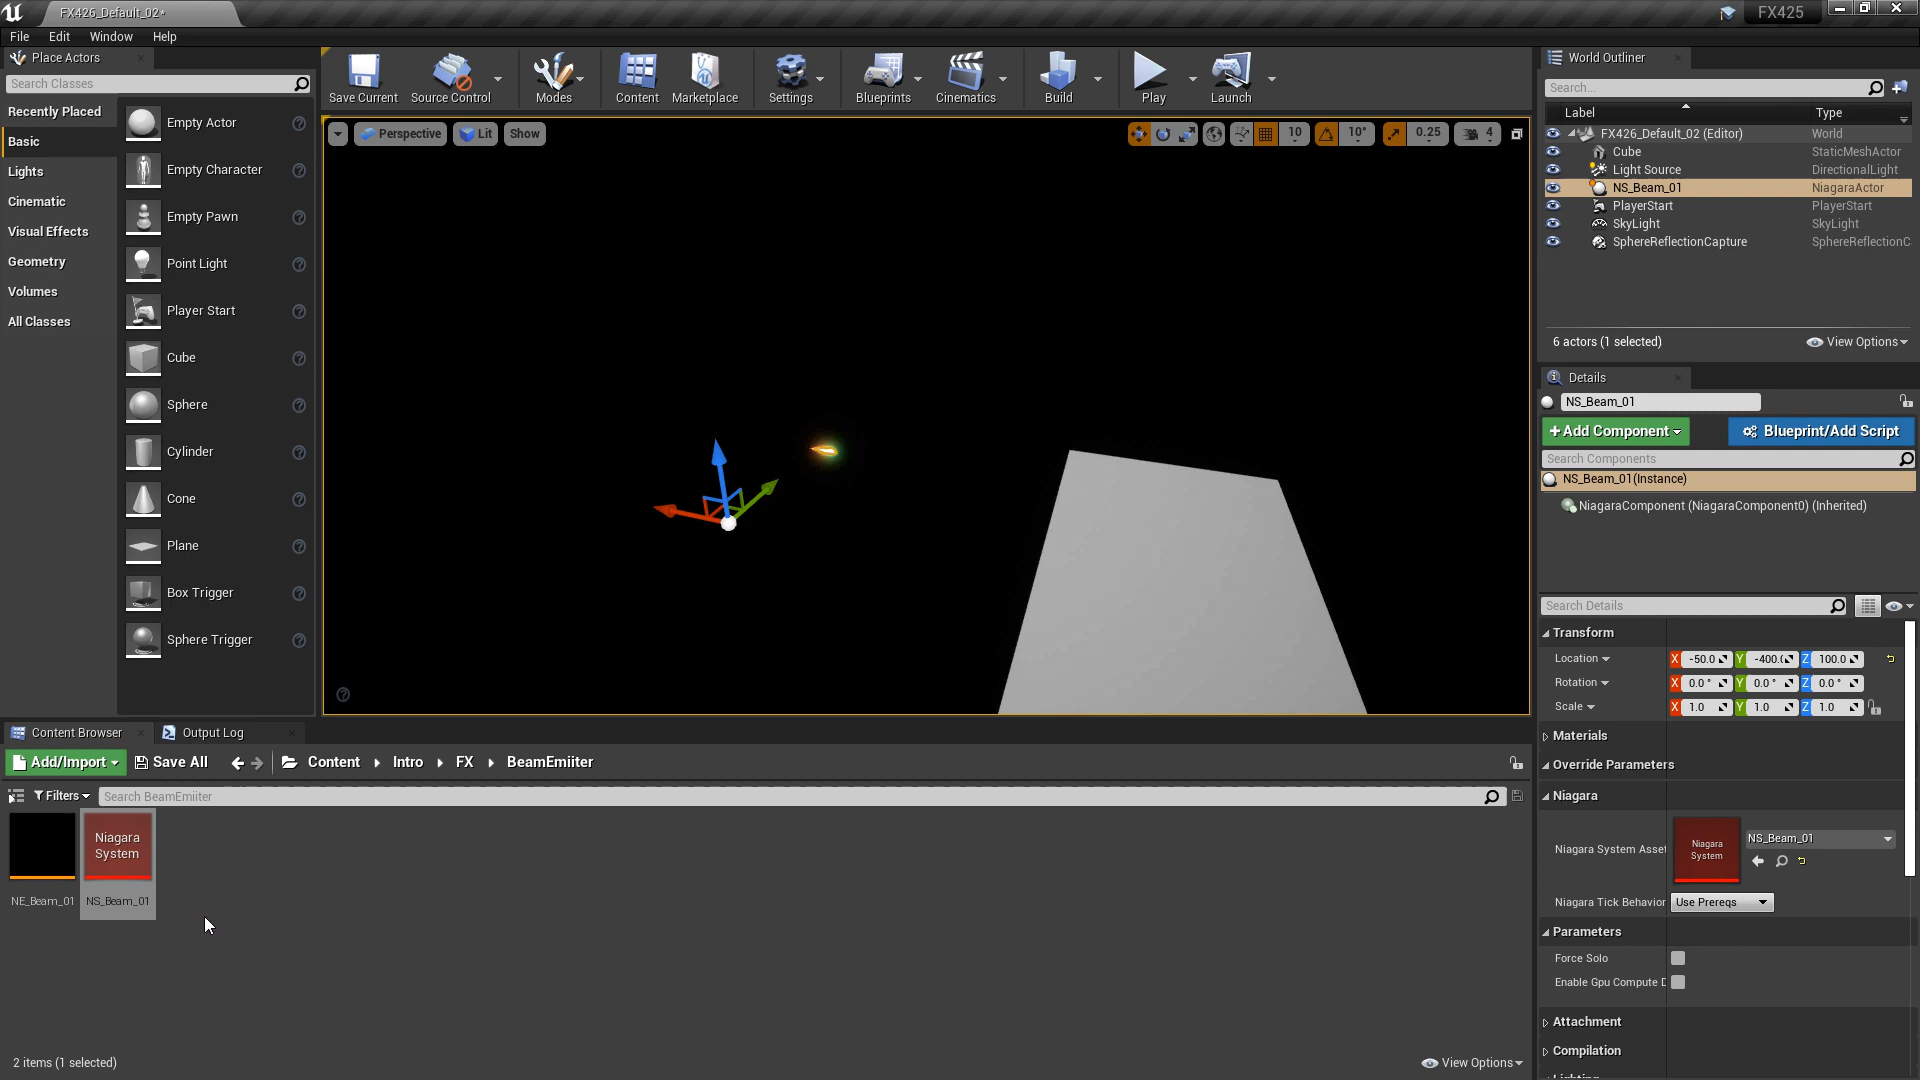 FX426_Default_02*
FX425
File Edit Window Help
Place Actors
Search Classes
Recently Placed
Basic
Lights
Cinematic
Visual Effects
Geometry
Volumes
All Classes
Empty Actor
Empty Character
Empty Pawn
Point Light
Player Start
Cube
Sphere
Cylinder
Cone
Plane
Box Trigger
Sphere Trigger
Save Current Source Control Modes Content Marketplace Settings Blueprints Cinematics Build Play Launch
Perspective Lit Show
10 10° 0.25 4
World Outliner
Search...
Label Type
FX426_Default_02 (Editor) World
Cube StaticMeshActor
Light Source DirectionalLight
NS_Beam_01 NiagaraActor
PlayerStart PlayerStart
SkyLight SkyLight
SphereReflectionCapture SphereReflectionC
6 actors (1 selected) View Options
Details
NS_Beam_01
+Add Component Blueprint/Add Script
Search Components
NS_Beam_01(Instance)
NiagaraComponent (NiagaraComponent0) (Inherited)
Search Details
Transform
Location X -50.0 Y -400.( Z 100.0
Rotation X 0.0 ° Y 0.0 ° Z 0.0 °
Scale X 1.0 Y 1.0 Z 1.0
Materials
Override Parameters
Niagara
Niagara System Asset
Niagara System
NS_Beam_01
Niagara Tick Behavior Use Prereqs
Parameters
Force Solo
Enable Gpu Compute D
Attachment
Compilation
Content Browser Output Log
Add/Import Save All Content Intro FX BeamEmiiter
Filters Search BeamEmiiter
Niagara
System
NE_Beam_01 NS_Beam_01
2 items (1 selected) View Options